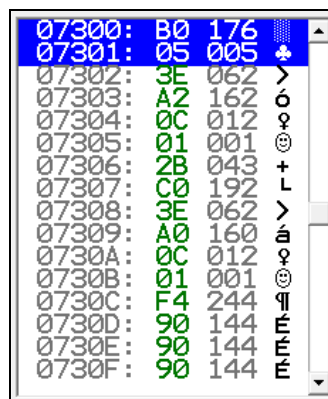 07300: B0 176 ░
07301: 05 005 ♣
07302: 3E 062 >
07303: A2 162 ó
07304: 0C 012 ♀
07305: 01 001 ☺
07306: 2B 043 +
07307: C0 192 └
07308: 3E 062 >
07309: A0 160 á
0730A: 0C 012 ♀
0730B: 01 001 ☺
0730C: F4 244 ¶
0730D: 90 144 É
0730E: 90 144 É
0730F: 90 144 É